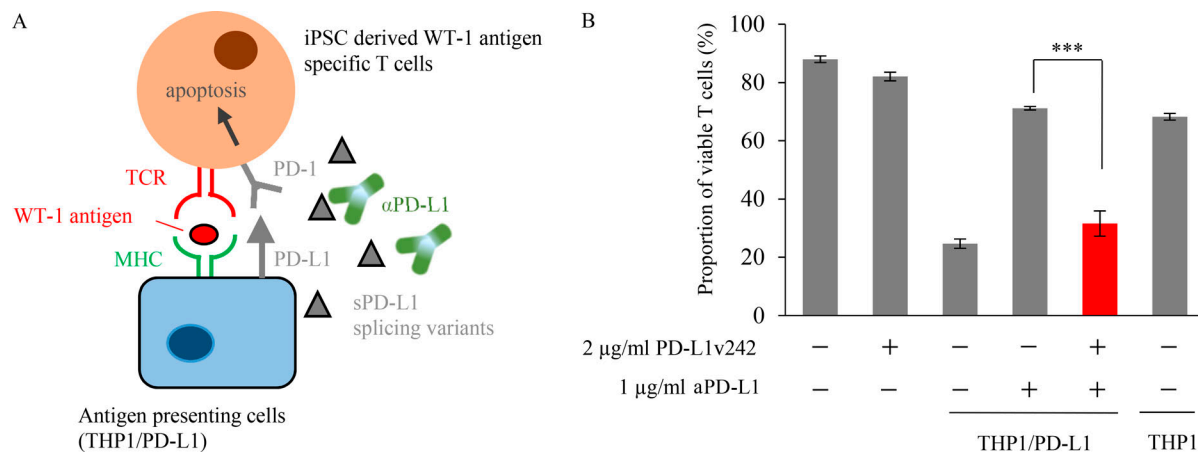 A
iPSC derived WT-1 antigen
specific T cells
apoptosis
PD-1
TCR
αPD-L1
WT-1 antigen
MHC
PD-L1
sPD-L1
splicing variants
Antigen presenting cells
(THP1/PD-L1)
B
Proportion of viable T cells (%)
100
80
60
40
20
0
***
2 μg/ml PD-L1v242 − + − − + −
1 μg/ml aPD-L1 − − − + + −
THP1/PD-L1 THP1